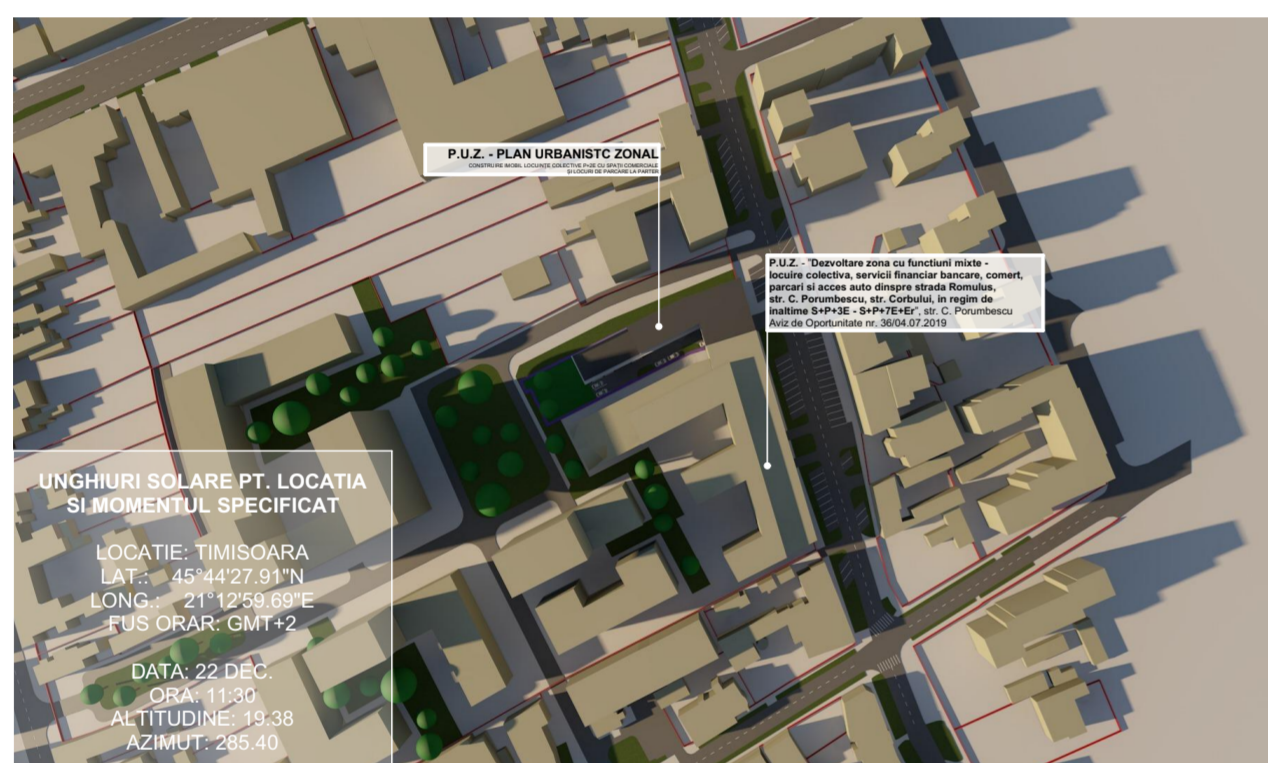 P.U.Z. - PLAN URBANISTC ZONAL
CONSTRUIRE IMOBIL LOCUINȚE COLECTIVE P+2E CU SPAȚII COMERCIALE
ȘI LOCURI DE PARCARE LA PARTER
P.U.Z. - "Dezvoltare zona cu functiuni mixte -
locuire colectiva, servicii financiar bancare, comert,
parcari si acces auto dinspre strada Romulus,
str. C. Porumbescu, str. Corbului, in regim de
inaltime S+P+3E - S+P+7E+Er", str. C. Porumbescu
Aviz de Oportunitate nr. 36/04.07.2019
UNGHIURI SOLARE PT. LOCATIA
SI MOMENTUL SPECIFICAT
LOCATIE: TIMISOARA
LAT.: 45°44'27.91"N
LONG.: 21°12'59.69"E
FUS ORAR: GMT+2
DATA: 22 DEC.
ORA: 11:30
ALTITUDINE: 19.38
AZIMUT: 285.40